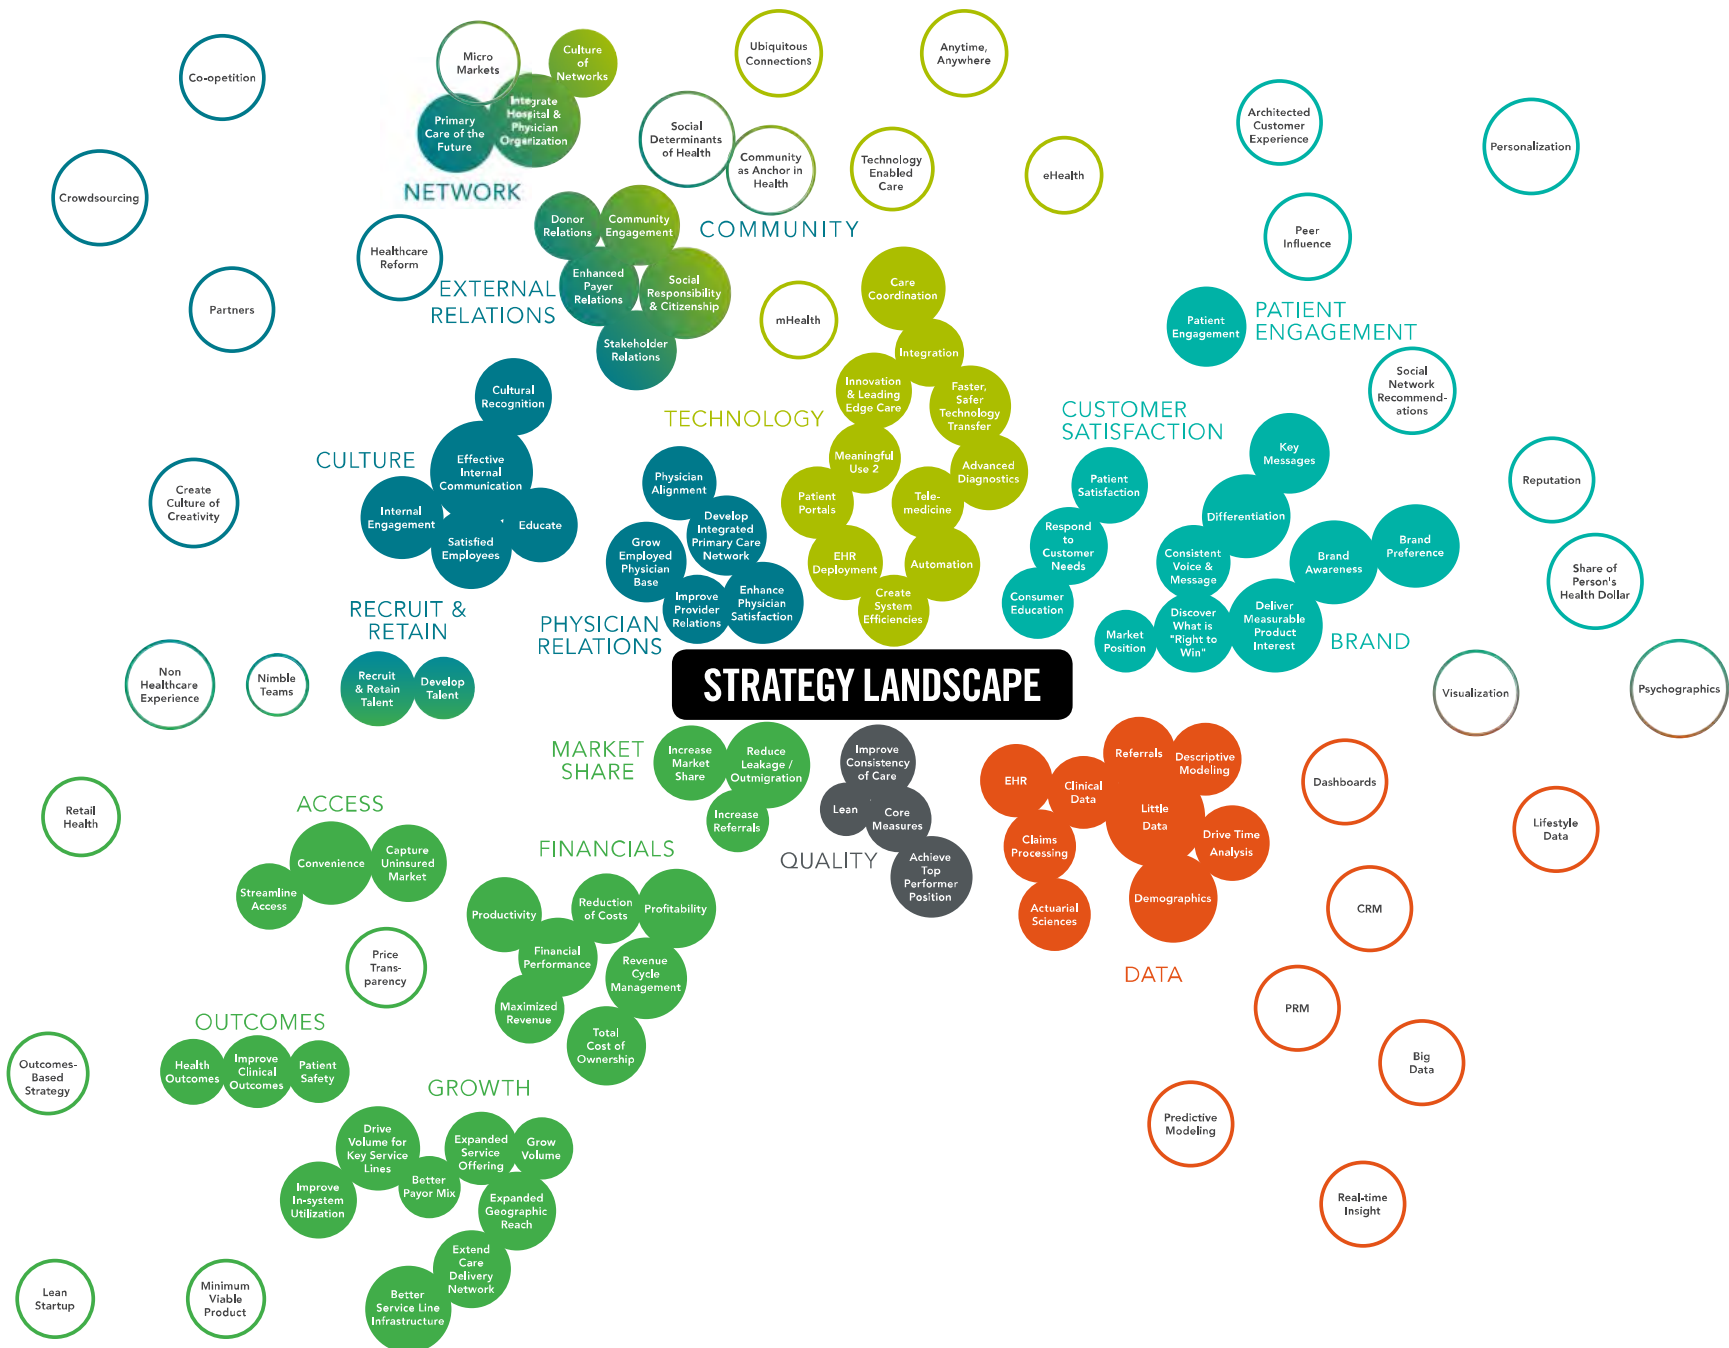 Co-opetition
Micro
Markets
Culture
of
Networks
Ubiquitous
Connections
Anytime,
Anywhere
Primary
Care of the
Future
Integrate
Hospital &
Physician
Organization
NETWORK
Social
Determinants
of Health
Community
as Anchor in
Health
Technology
Enabled
Care
eHealth
Architected
Customer
Experience
Personalization
Crowdsourcing
Healthcare
Reform
Donor
Relations
Community
Engagement
COMMUNITY
Peer
Influence
Partners
EXTERNAL
RELATIONS
Enhanced
Payer
Relations
Social
Responsibility
& Citizenship
Stakeholder
Relations
mHealth
Care
Coordination
Integration
Patient
Engagement
PATIENT
ENGAGEMENT
Social
Network
Recommend-
ations
Cultural
Recognition
CULTURE
Effective
Internal
Communication
Internal
Engagement
Satisfied
Employees
Educate
TECHNOLOGY
Innovation
& Leading
Edge Care
Faster,
Safer
Technology
Transfer
Meaningful
Use 2
Advanced
Diagnostics
Patient
Portals
Tele-
medicine
EHR
Deployment
Automation
Create
System
Efficiencies
CUSTOMER
SATISFACTION
Patient
Satisfaction
Respond
to
Customer
Needs
Consumer
Education
Key
Messages
Differentiation
Consistent
Voice &
Message
Brand
Awareness
Brand
Preference
Market
Position
Discover
What is
"Right to
Win"
Deliver
Measurable
Product
Interest
BRAND
Reputation
Share of
Person's
Health Dollar
Create
Culture of
Creativity
Physician
Alignment
Develop
Integrated
Primary Care
Network
Grow
Employed
Physician
Base
Improve
Provider
Relations
Enhance
Physician
Satisfaction
PHYSICIAN
RELATIONS
RECRUIT &
RETAIN
Recruit
& Retain
Talent
Develop
Talent
Non
Healthcare
Experience
Nimble
Teams
STRATEGY LANDSCAPE
Visualization
Psychographics
MARKET
SHARE
Increase
Market
Share
Reduce
Leakage /
Outmigration
Increase
Referrals
Improve
Consistency
of Care
Lean
Core
Measures
QUALITY
Achieve
Top
Performer
Position
EHR
Clinical
Data
Referrals
Descriptive
Modeling
Little
Data
Claims
Processing
Drive Time
Analysis
Actuarial
Sciences
Demographics
DATA
Dashboards
Lifestyle
Data
CRM
PRM
Big
Data
Predictive
Modeling
Real-time
Insight
Retail
Health
ACCESS
Convenience
Capture
Uninsured
Market
Streamline
Access
FINANCIALS
Productivity
Reduction
of Costs
Profitability
Financial
Performance
Revenue
Cycle
Management
Maximized
Revenue
Total
Cost of
Ownership
Price
Trans-
parency
OUTCOMES
Health
Outcomes
Improve
Clinical
Outcomes
Patient
Safety
Outcomes-
Based
Strategy
GROWTH
Drive
Volume for
Key Service
Lines
Expanded
Service
Offering
Grow
Volume
Improve
In-system
Utilization
Better
Payor Mix
Expanded
Geographic
Reach
Extend
Care
Delivery
Network
Better
Service Line
Infrastructure
Lean
Startup
Minimum
Viable
Product